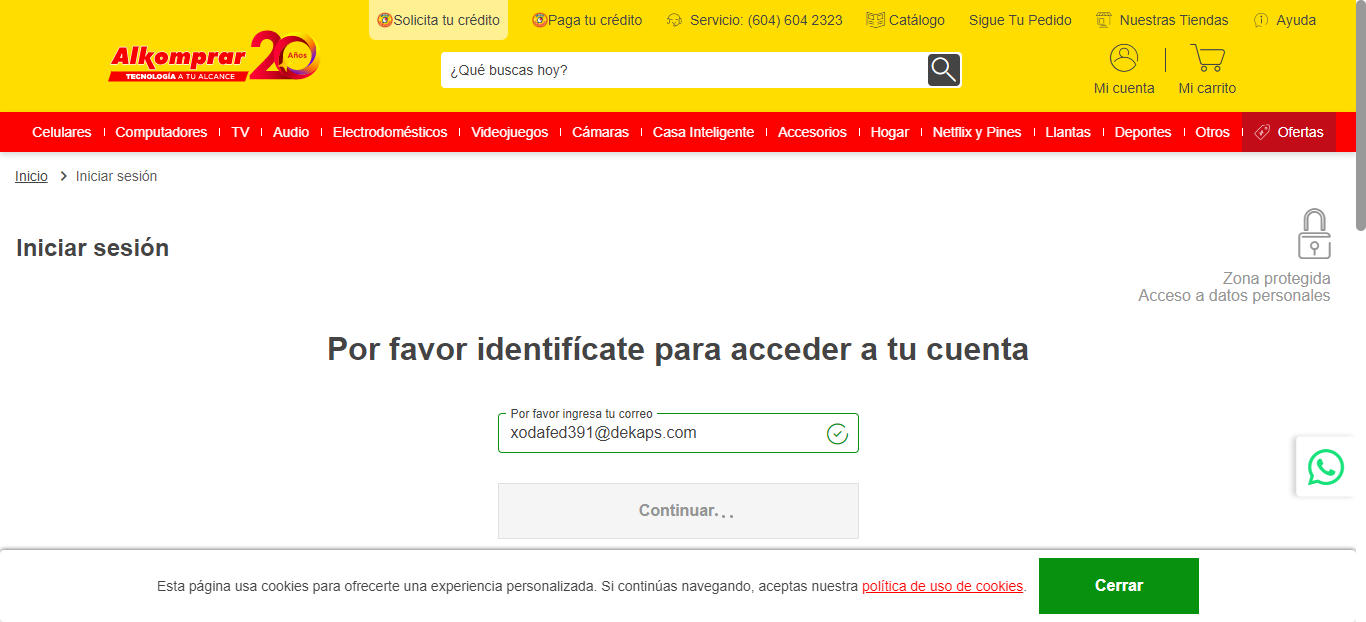 Solicita tu crédito
Paga tu crédito
Servicio: (604) 604 2323
Catálogo
Sigue Tu Pedido
Nuestras Tiendas
Ayuda
Alkomprar 20 Años
TECNOLOGÍA A TU ALCANCE
¿Qué buscas hoy?
Mi cuenta
Mi carrito
Celulares
Computadores
TV
Audio
Electrodomésticos
Videojuegos
Cámaras
Casa Inteligente
Accesorios
Hogar
Netflix y Pines
Llantas
Deportes
Otros
Ofertas
Inicio > Iniciar sesión
Iniciar sesión
Zona protegida
Acceso a datos personales
Por favor identifícate para acceder a tu cuenta
Por favor ingresa tu correo
xodafed391@dekaps.com
Continuar...
Esta página usa cookies para ofrecerte una experiencia personalizada. Si continúas navegando, aceptas nuestra política de uso de cookies.
Cerrar